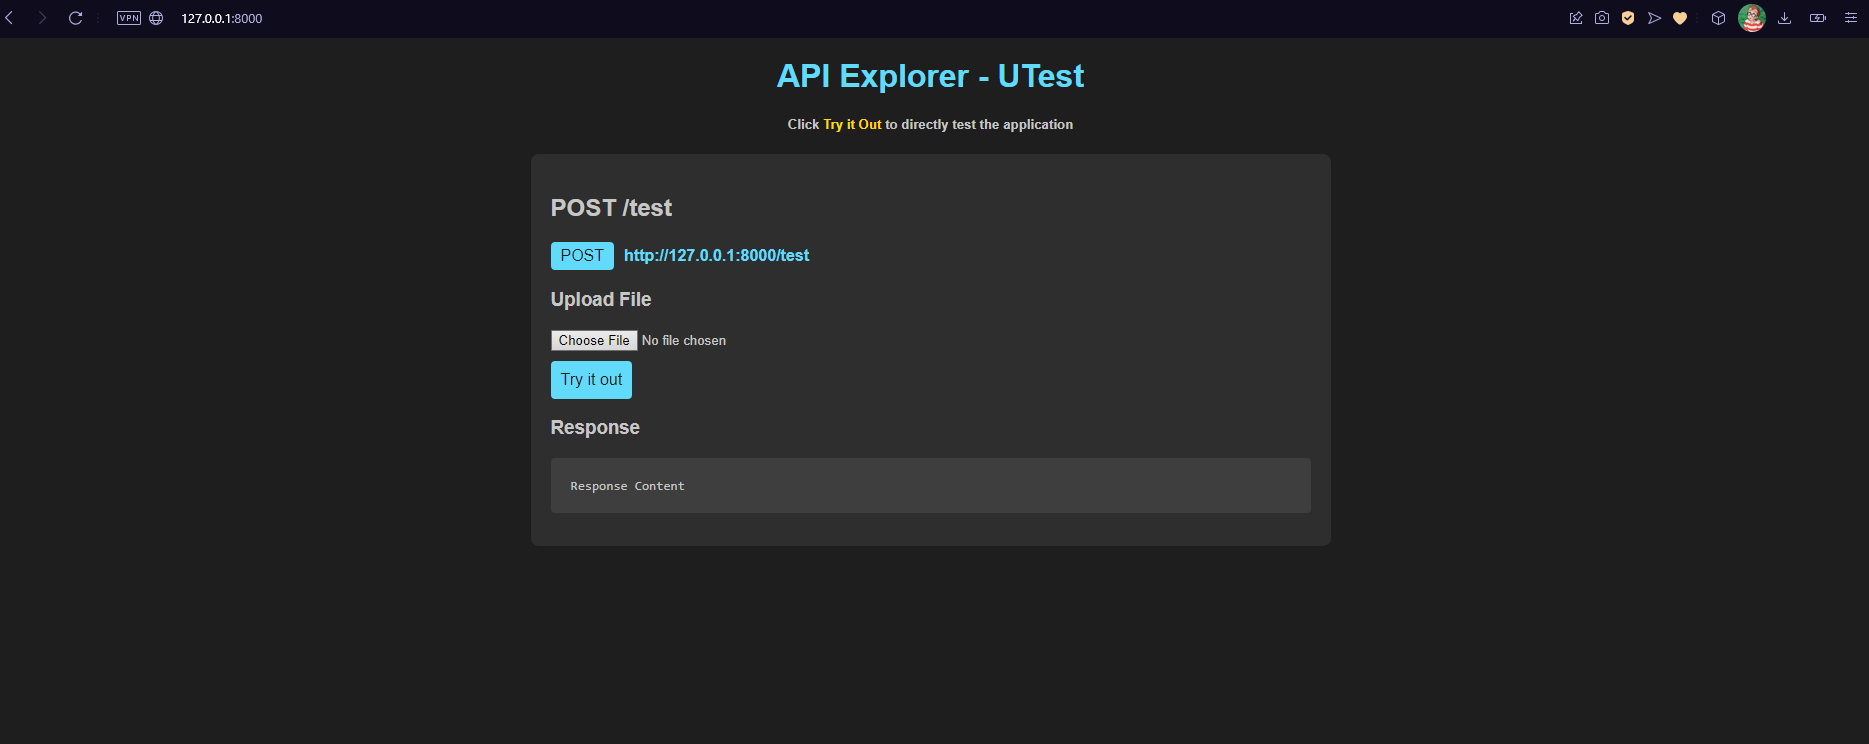 VPN 127.0.0.1:8000
API Explorer - UTest
Click Try it Out to directly test the application
POST /test
POST http://127.0.0.1:8000/test
Upload File
Choose File No file chosen
Try it out
Response
Response Content